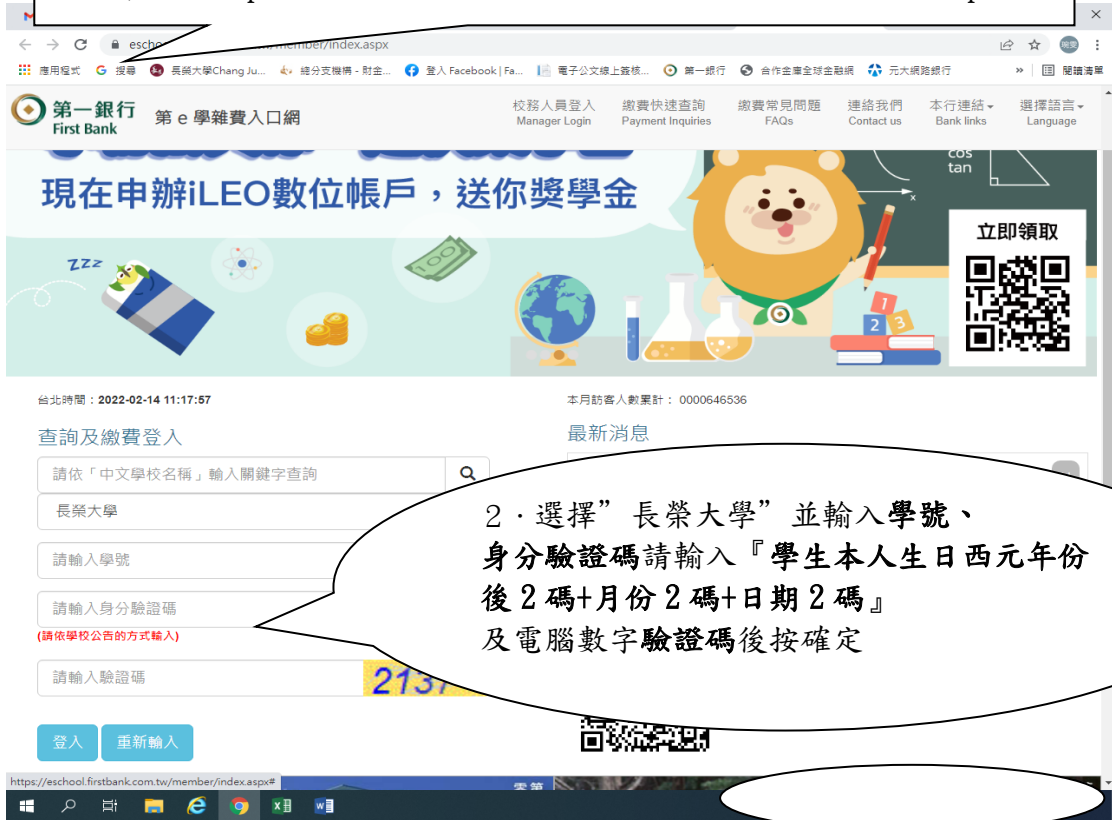 member/index.aspx
應用程式
G 搜尋
長榮大學Chang Ju...
總分支機構 - 財金...
登入 Facebook | Fa...
電子公文線上簽核...
第一銀行
合作金庫全球金融網
元大網路銀行
»
閱讀清單
第一銀行
First Bank
第 e 學雜費入口網
校務人員登入
Manager Login
繳費快速查詢
Payment Inquiries
繳費常見問題
FAQs
連絡我們
Contact us
本行連結
Bank links
選擇語言
Language
現在申辦iLEO數位帳戶,送你獎學金
cos
tan
x
立即領取
zzz
100
1
2 3
台北時間:2022-02-14 11:17:57
本月訪客人數累計: 0000646536
查詢及繳費登入
最新消息
請依「中文學校名稱」輸入關鍵字查詢
長榮大學
請輸入學號
請輸入身分驗證碼
(請依學校公告的方式輸入)
請輸入驗證碼
2137
登入
重新輸入
2.選擇”長榮大學”並輸入學號、
身分驗證碼請輸入『學生本人生日西元年份
後2碼+月份2碼+日期2碼』
及電腦數字驗證碼後按確定
https://eschool.firstbank.com.tw/member/index.aspx#